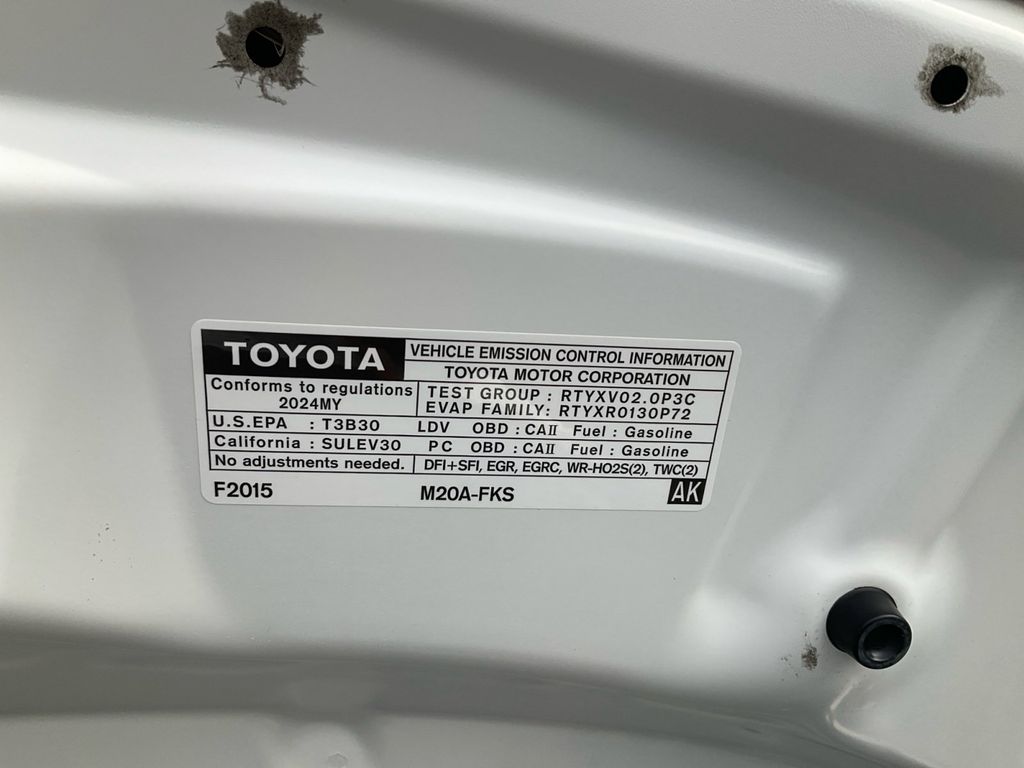 TOYOTA
VEHICLE EMISSION CONTROL INFORMATION
TOYOTA MOTOR CORPORATION
Conforms to regulations
2024MY
TEST GROUP : RTYXV02.0P3C
EVAP FAMILY: RTYXR0130P72
U.S.EPA : T3B30 LDV OBD : CAII Fuel : Gasoline
California : SULEV30 PC OBD : CAII Fuel : Gasoline
No adjustments needed. DFI+SFI, EGR, EGRC, WR-HO2S(2), TWC(2)
F2015 M20A-FKS AK